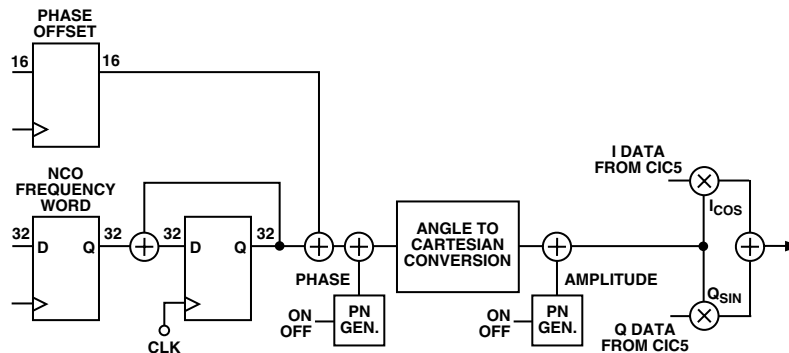 PHASE
OFFSET
16
16
NCO
FREQUENCY
WORD
32
D
Q
32
32
D
Q
32
CLK
PHASE
ON
OFF
PN
GEN.
ANGLE TO
CARTESIAN
CONVERSION
AMPLITUDE
ON
OFF
PN
GEN.
I DATA
FROM CIC5
ICOS
QSIN
Q DATA
FROM CIC5